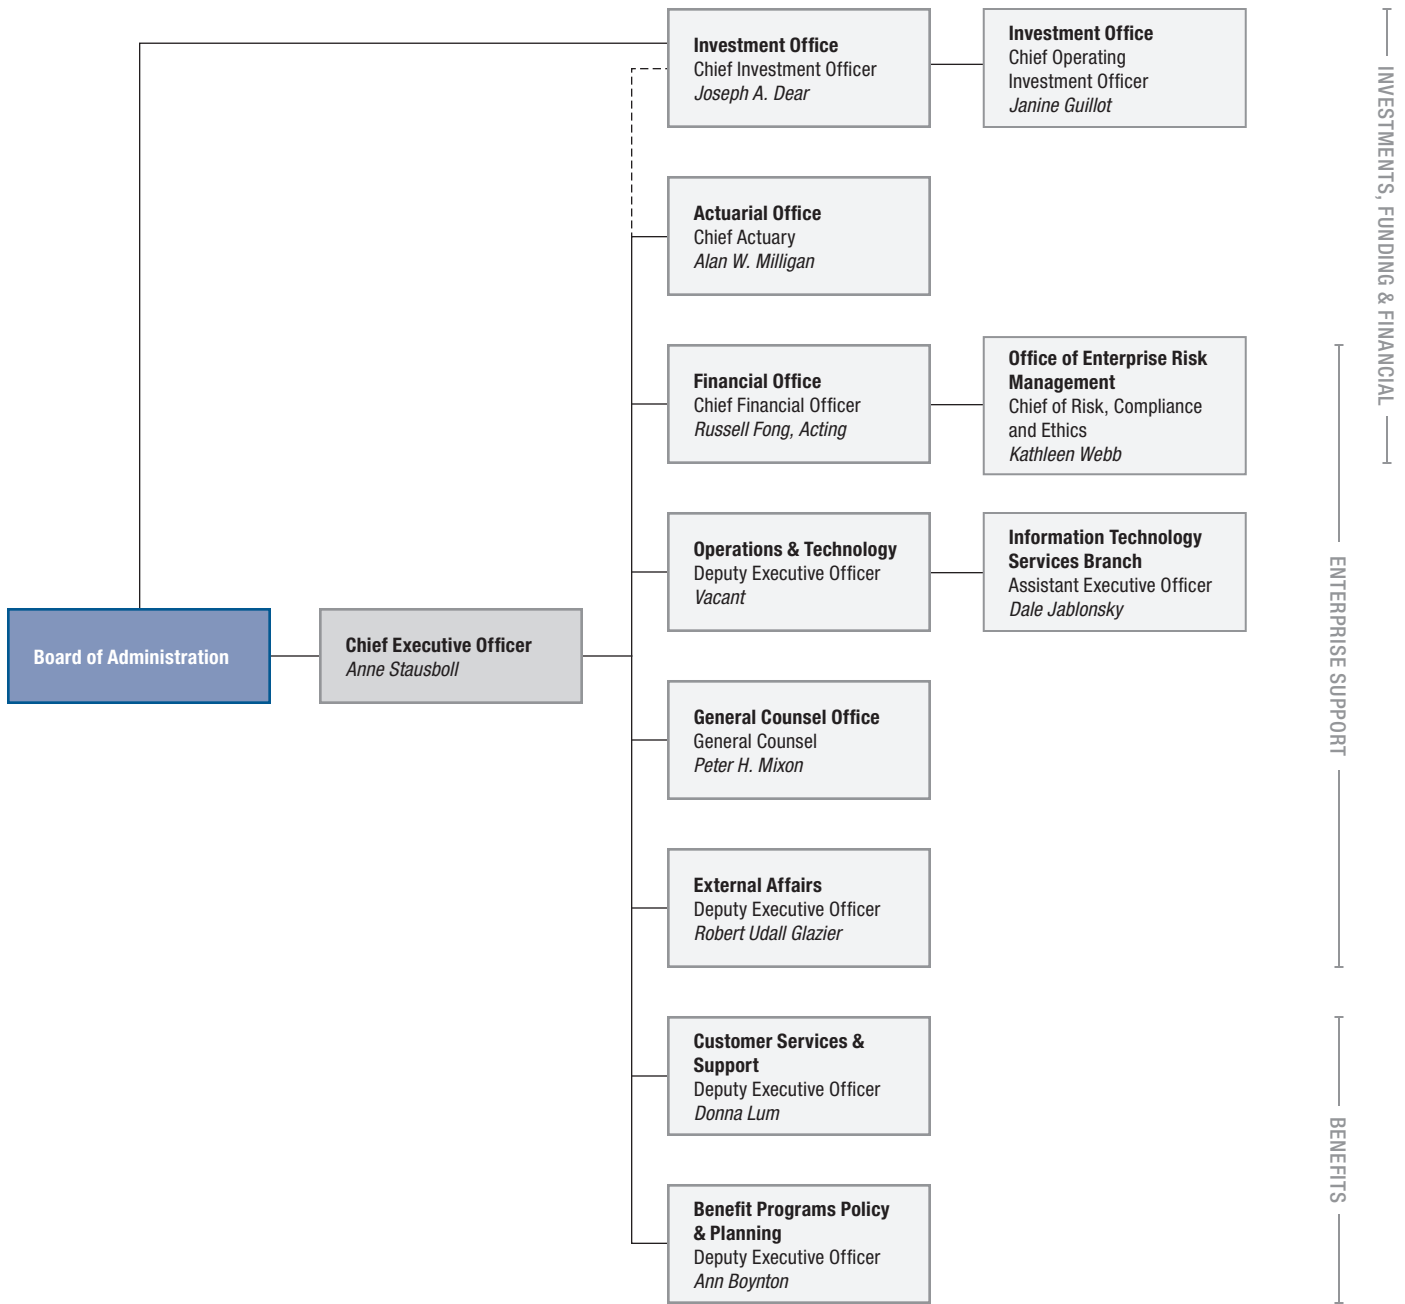 Investment Office
Chief Investment Officer
Joseph A. Dear
Investment Office
Chief Operating
Investment Officer
Janine Guillot
Actuarial Office
Chief Actuary
Alan W. Milligan
Financial Office
Chief Financial Officer
Russell Fong, Acting
Office of Enterprise Risk
Management
Chief of Risk, Compliance
and Ethics
Kathleen Webb
Operations & Technology
Deputy Executive Officer
Vacant
Information Technology
Services Branch
Assistant Executive Officer
Dale Jablonsky
Board of Administration
Chief Executive Officer
Anne Stausboll
General Counsel Office
General Counsel
Peter H. Mixon
External Affairs
Deputy Executive Officer
Robert Udall Glazier
Customer Services &
Support
Deputy Executive Officer
Donna Lum
Benefit Programs Policy
& Planning
Deputy Executive Officer
Ann Boynton
INVESTMENTS, FUNDING & FINANCIAL
ENTERPRISE SUPPORT
BENEFITS